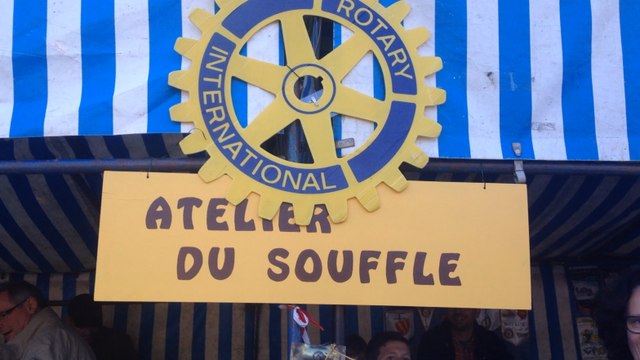 ROTARY
INTERNATIONAL
ATELIER
DU SOUFFLE